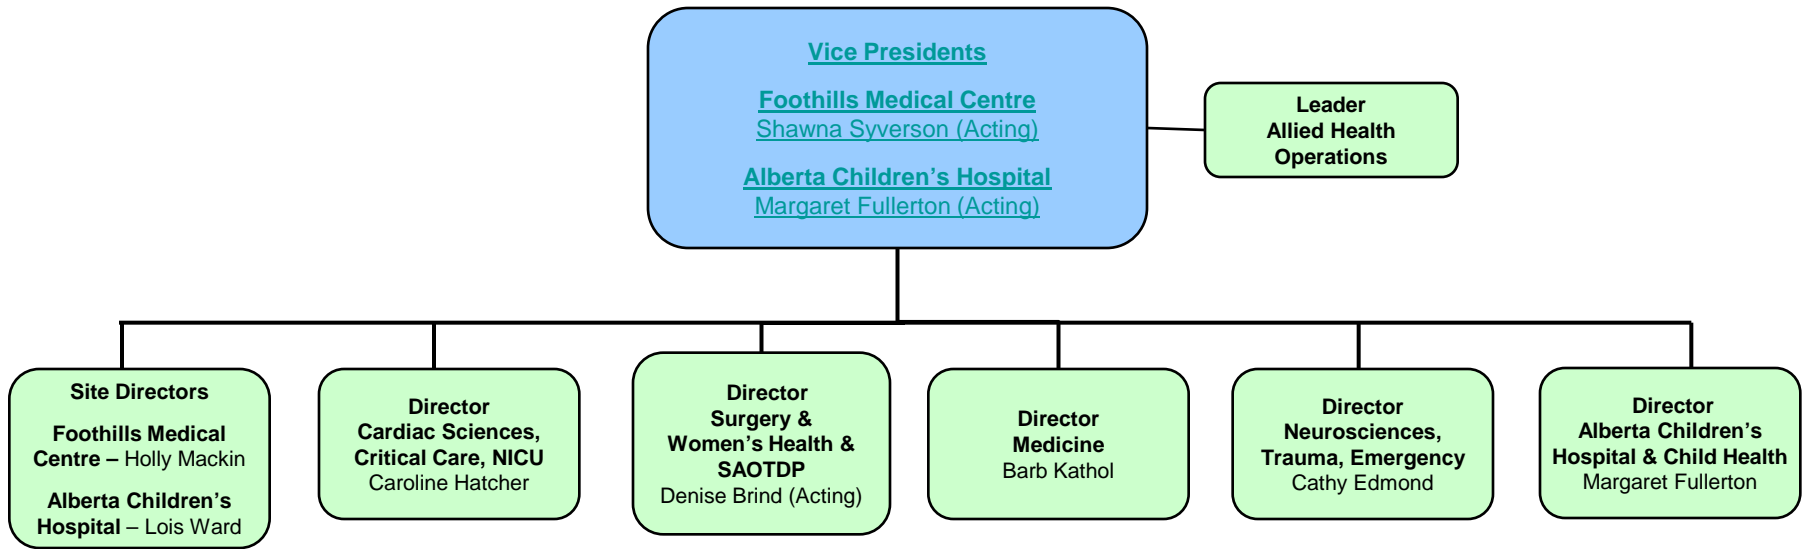 Vice Presidents
Foothills Medical Centre
Shawna Syverson (Acting)
Alberta Children’s Hospital
Margaret Fullerton (Acting)
Leader
Allied Health
Operations
Site Directors
Foothills Medical
Centre – Holly Mackin
Alberta Children’s
Hospital – Lois Ward
Director
Cardiac Sciences,
Critical Care, NICU
Caroline Hatcher
Director
Surgery &
Women’s Health &
SAOTDP
Denise Brind (Acting)
Director
Medicine
Barb Kathol
Director
Neurosciences,
Trauma, Emergency
Cathy Edmond
Director
Alberta Children’s
Hospital & Child Health
Margaret Fullerton